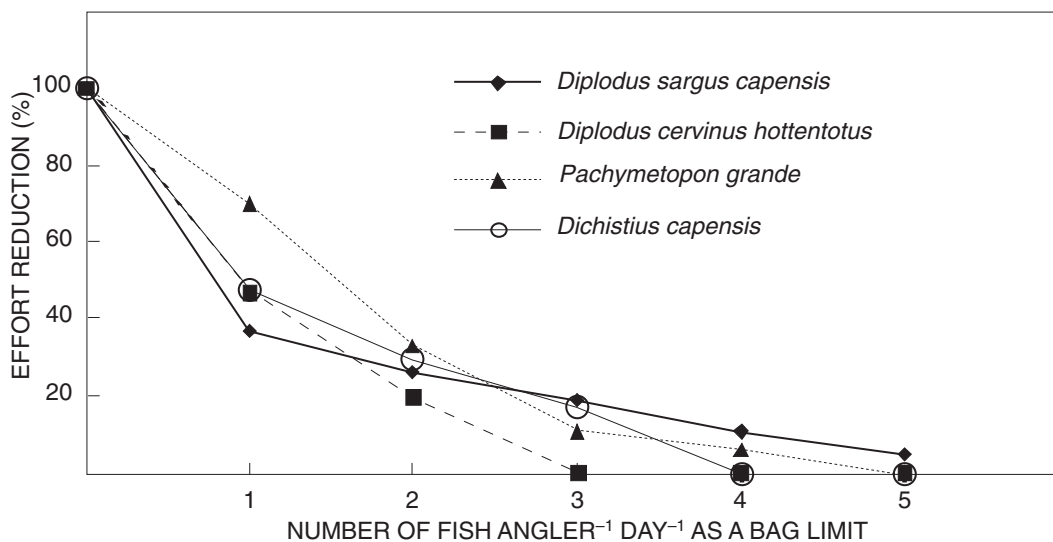 100
80
60
40
20
EFFORT REDUCTION (%)
Diplodus sargus capensis
Diplodus cervinus hottentotus
Pachymetopon grande
Dichistius capensis
1 2 3 4 5
NUMBER OF FISH ANGLER⁻¹ DAY⁻¹ AS A BAG LIMIT